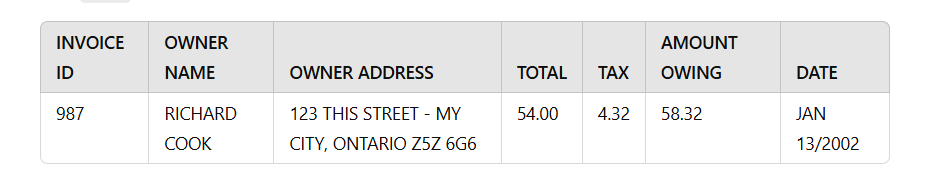 INVOICE ID | OWNER NAME | OWNER ADDRESS | TOTAL | TAX | AMOUNT OWING | DATE
987 | RICHARD COOK | 123 THIS STREET - MY CITY, ONTARIO Z5Z 6G6 | 54.00 | 4.32 | 58.32 | JAN 13/2002